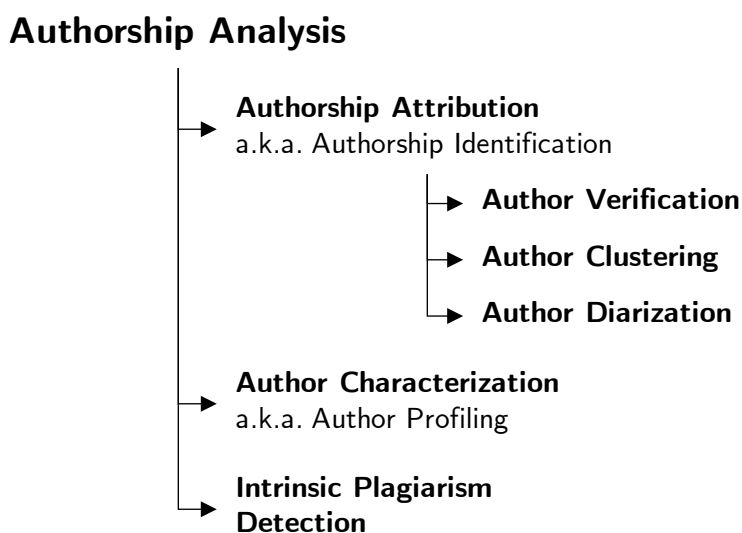 Authorship Analysis
Authorship Attribution
a.k.a. Authorship Identification
Author Verification
Author Clustering
Author Diarization
Author Characterization
a.k.a. Author Profiling
Intrinsic Plagiarism
Detection